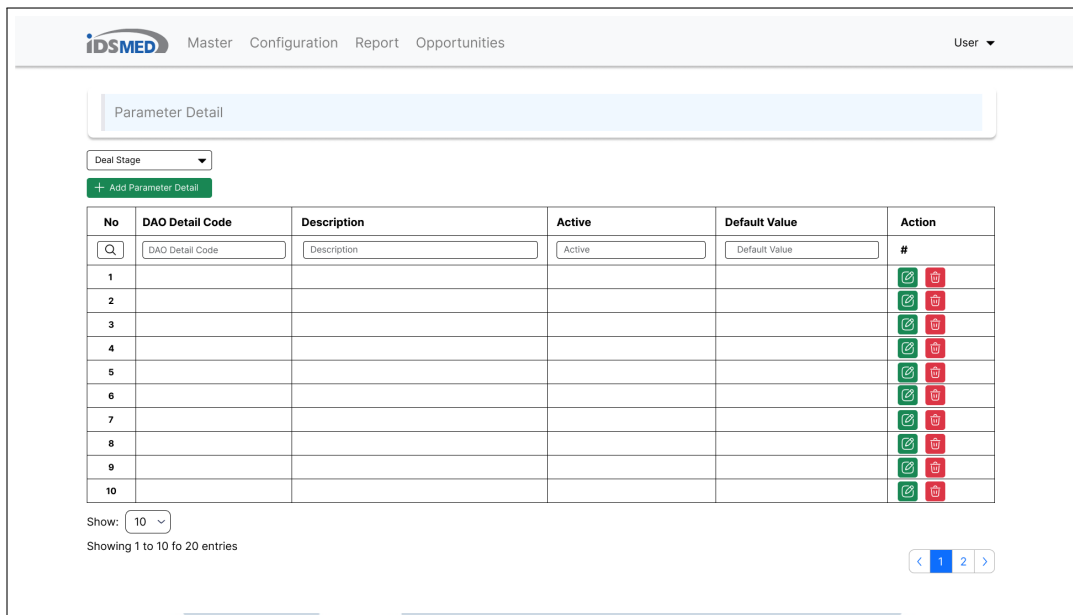 iDSMED Master Configuration Report Opportunities User
Parameter Detail
Deal Stage
+ Add Parameter Detail
No DAO Detail Code Description Active Default Value Action
DAO Detail Code Description Active Default Value #
1
2
3
4
5
6
7
8
9
10
Show: 10
Showing 1 to 10 fo 20 entries
< 1 2 >